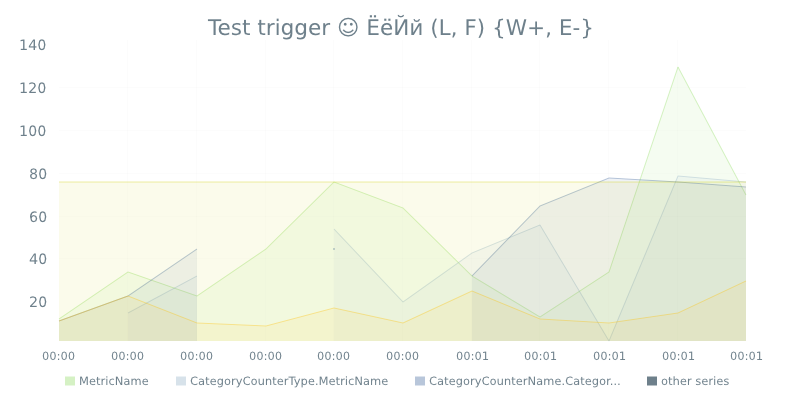 Test trigger ☺ ЁёЙй (L, F) {W+, E-}
140
120
100
80
60
40
20
00:00 00:00 00:00 00:00 00:00 00:00 00:01 00:01 00:01 00:01 00:01
MetricName CategoryCounterType.MetricName CategoryCounterName.Categor... other series